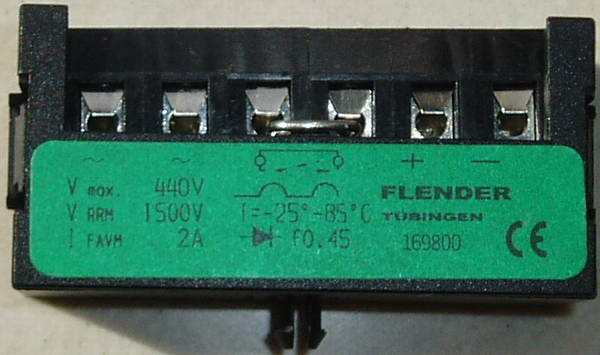 ~ ~ + −
V max. 440V
V RRM 1500V T=-25°-85°C
I FAVM 2A f0.45
FLENDER
TÜBINGEN
169800 CE